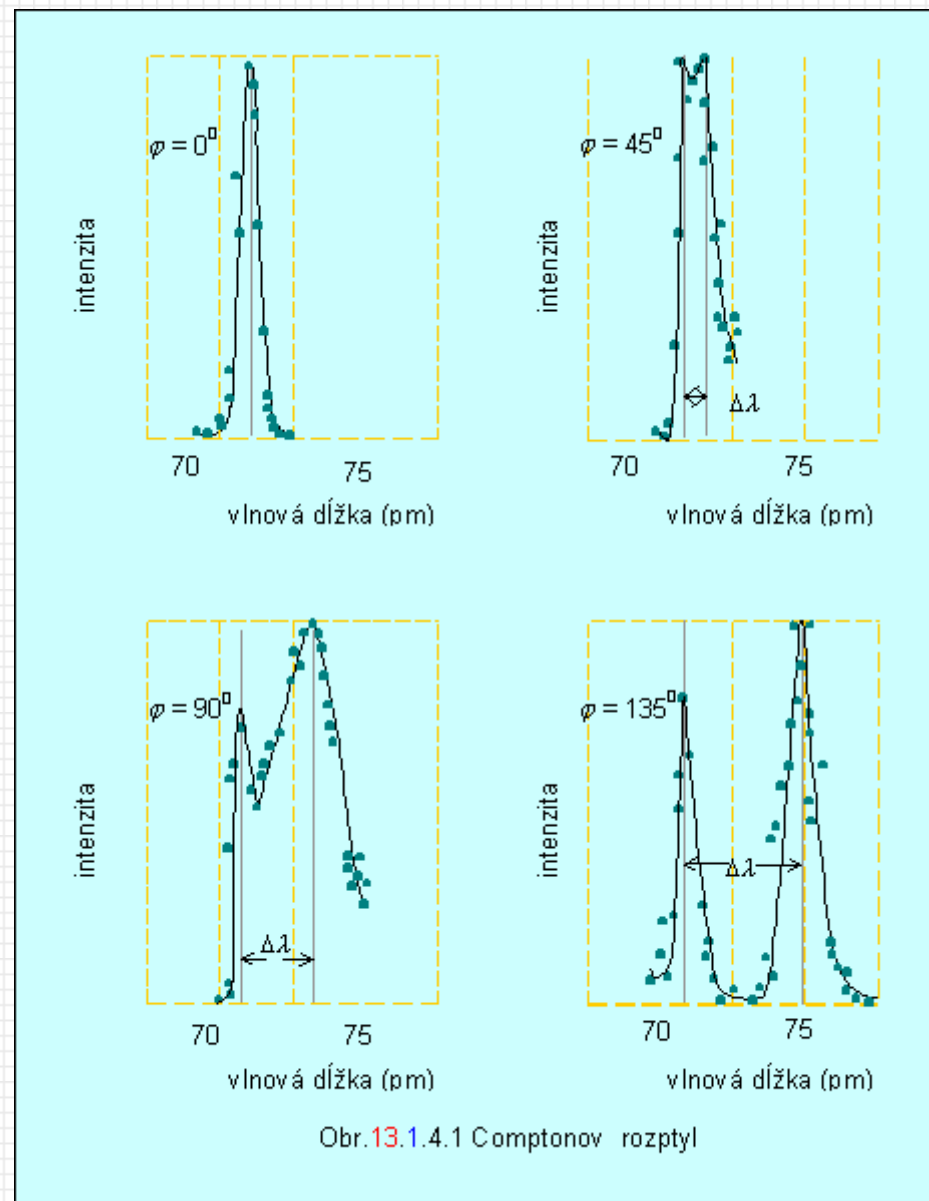 φ = 0⁰
intenzita
70 75
vlnová dĺžka (pm)
φ = 45⁰
intenzita
Δλ
70 75
vlnová dĺžka (pm)
φ = 90⁰
intenzita
Δλ
70 75
vlnová dĺžka (pm)
φ = 135⁰
intenzita
Δλ
70 75
vlnová dĺžka (pm)
Obr.13.1.4.1 Comptonov rozptyl